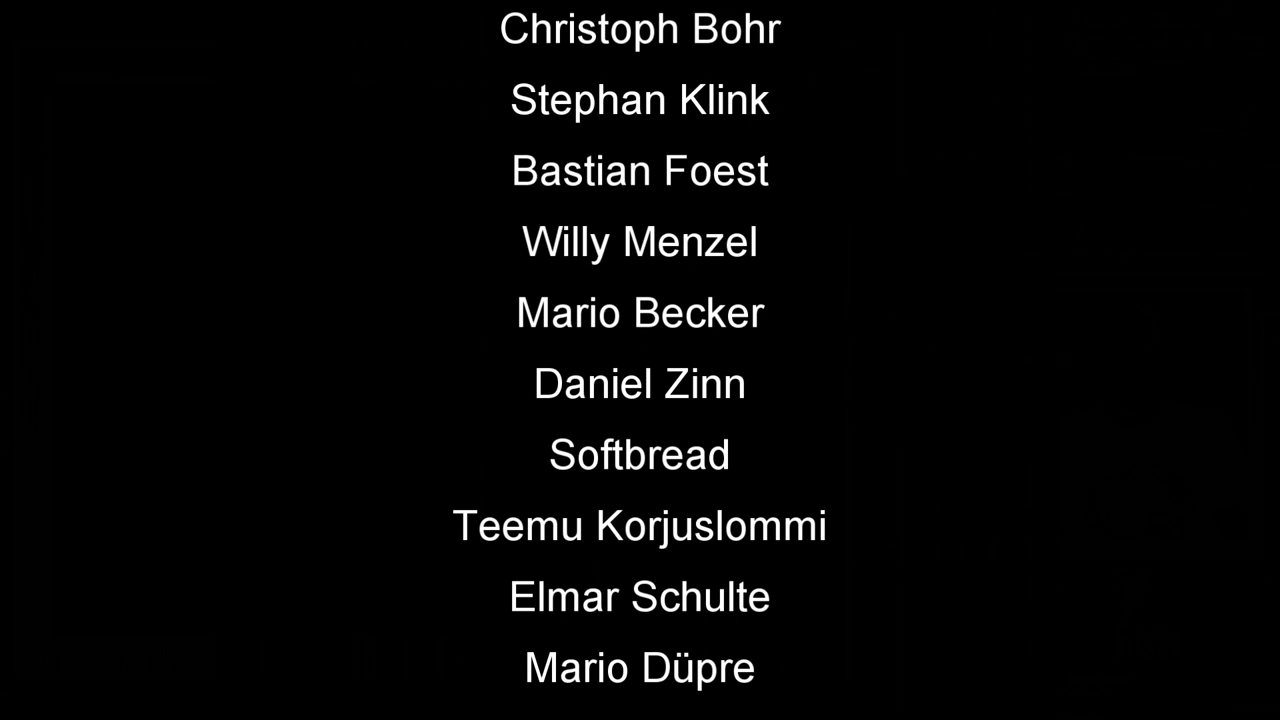 Christoph Bohr
Stephan Klink
Bastian Foest
Willy Menzel
Mario Becker
Daniel Zinn
Softbread
Teemu Korjuslommi
Elmar Schulte
Mario Düpre